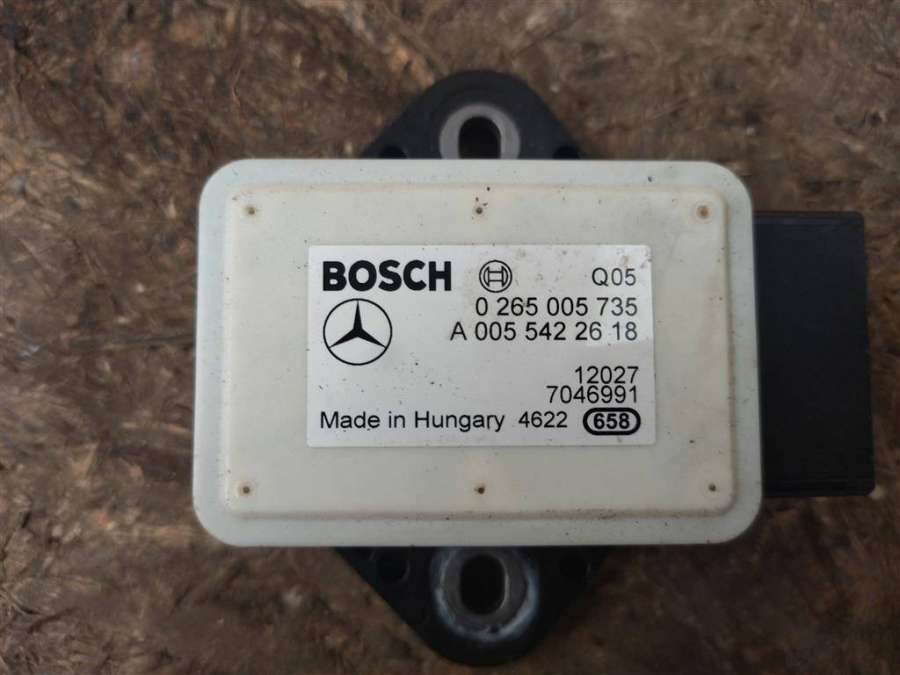 BOSCH Q05
0 265 005 735
A 005 542 26 18
12027
7046991
Made in Hungary 4622 658